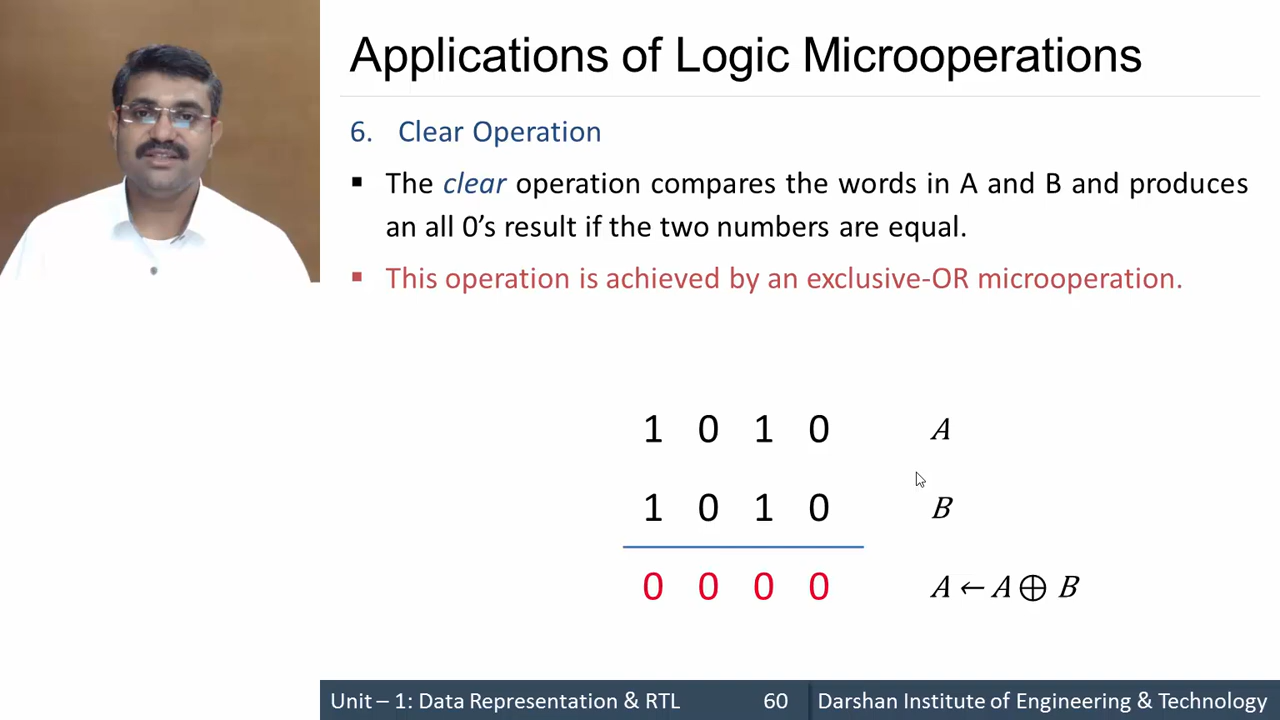 Applications of Logic Microoperations
6. Clear Operation
▪ The clear operation compares the words in A and B and produces
an all 0’s result if the two numbers are equal.
▪ This operation is achieved by an exclusive-OR microoperation.
1 0 1 0 A
1 0 1 0 B
0 0 0 0 A ← A ⊕ B
Unit – 1: Data Representation & RTL 60 Darshan Institute of Engineering & Technology